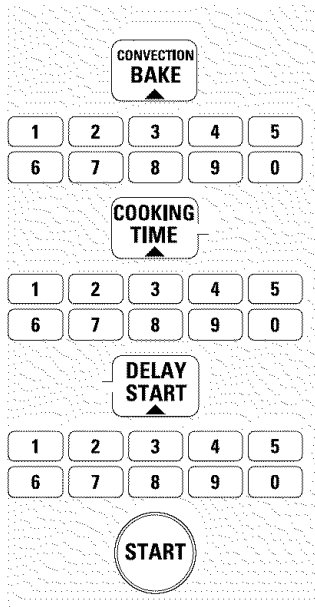 CONVECTION
BAKE
1 2 3 4 5
6 7 8 9 0
COOKING
TIME
1 2 3 4 5
6 7 8 9 0
DELAY
START
1 2 3 4 5
6 7 8 9 0
START